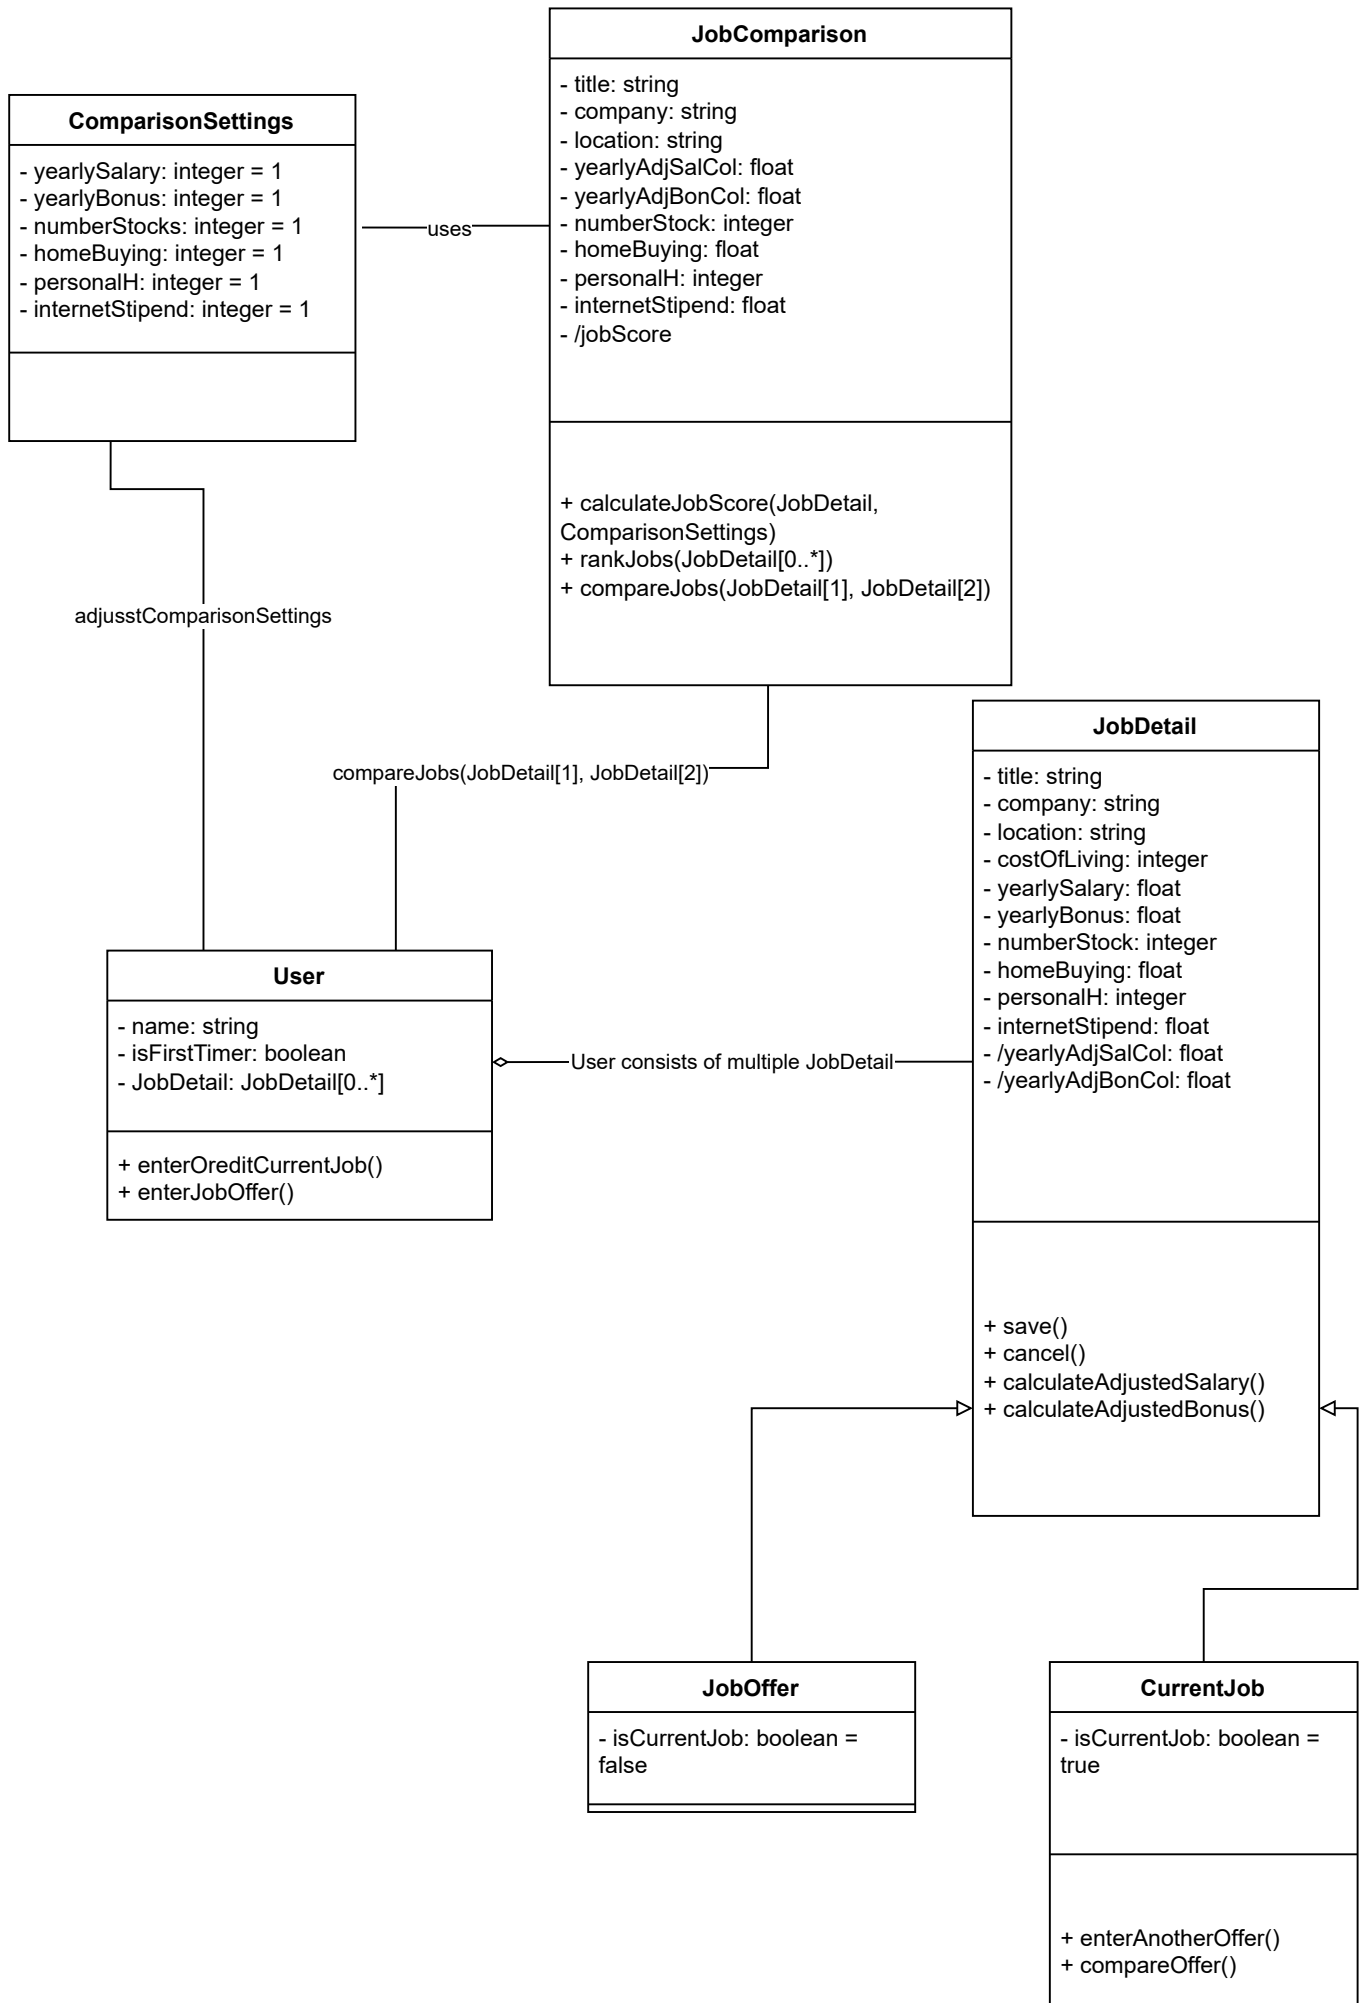 JobComparison
- title: string
- company: string
- location: string
- yearlyAdjSalCol: float
- yearlyAdjBonCol: float
- numberStock: integer
- homeBuying: float
- personalH: integer
- internetStipend: float
- /jobScore
+ calculateJobScore(JobDetail,
ComparisonSettings)
+ rankJobs(JobDetail[0..*])
+ compareJobs(JobDetail[1], JobDetail[2])
ComparisonSettings
- yearlySalary: integer = 1
- yearlyBonus: integer = 1
- numberStocks: integer = 1
- homeBuying: integer = 1
- personalH: integer = 1
- internetStipend: integer = 1
uses
adjusstComparisonSettings
compareJobs(JobDetail[1], JobDetail[2])
JobDetail
- title: string
- company: string
- location: string
- costOfLiving: integer
- yearlySalary: float
- yearlyBonus: float
- numberStock: integer
- homeBuying: float
- personalH: integer
- internetStipend: float
- /yearlyAdjSalCol: float
- /yearlyAdjBonCol: float
+ save()
+ cancel()
+ calculateAdjustedSalary()
+ calculateAdjustedBonus()
User
- name: string
- isFirstTimer: boolean
- JobDetail: JobDetail[0..*]
+ enterOreditCurrentJob()
+ enterJobOffer()
User consists of multiple JobDetail
JobOffer
- isCurrentJob: boolean =
false
CurrentJob
- isCurrentJob: boolean =
true
+ enterAnotherOffer()
+ compareOffer()